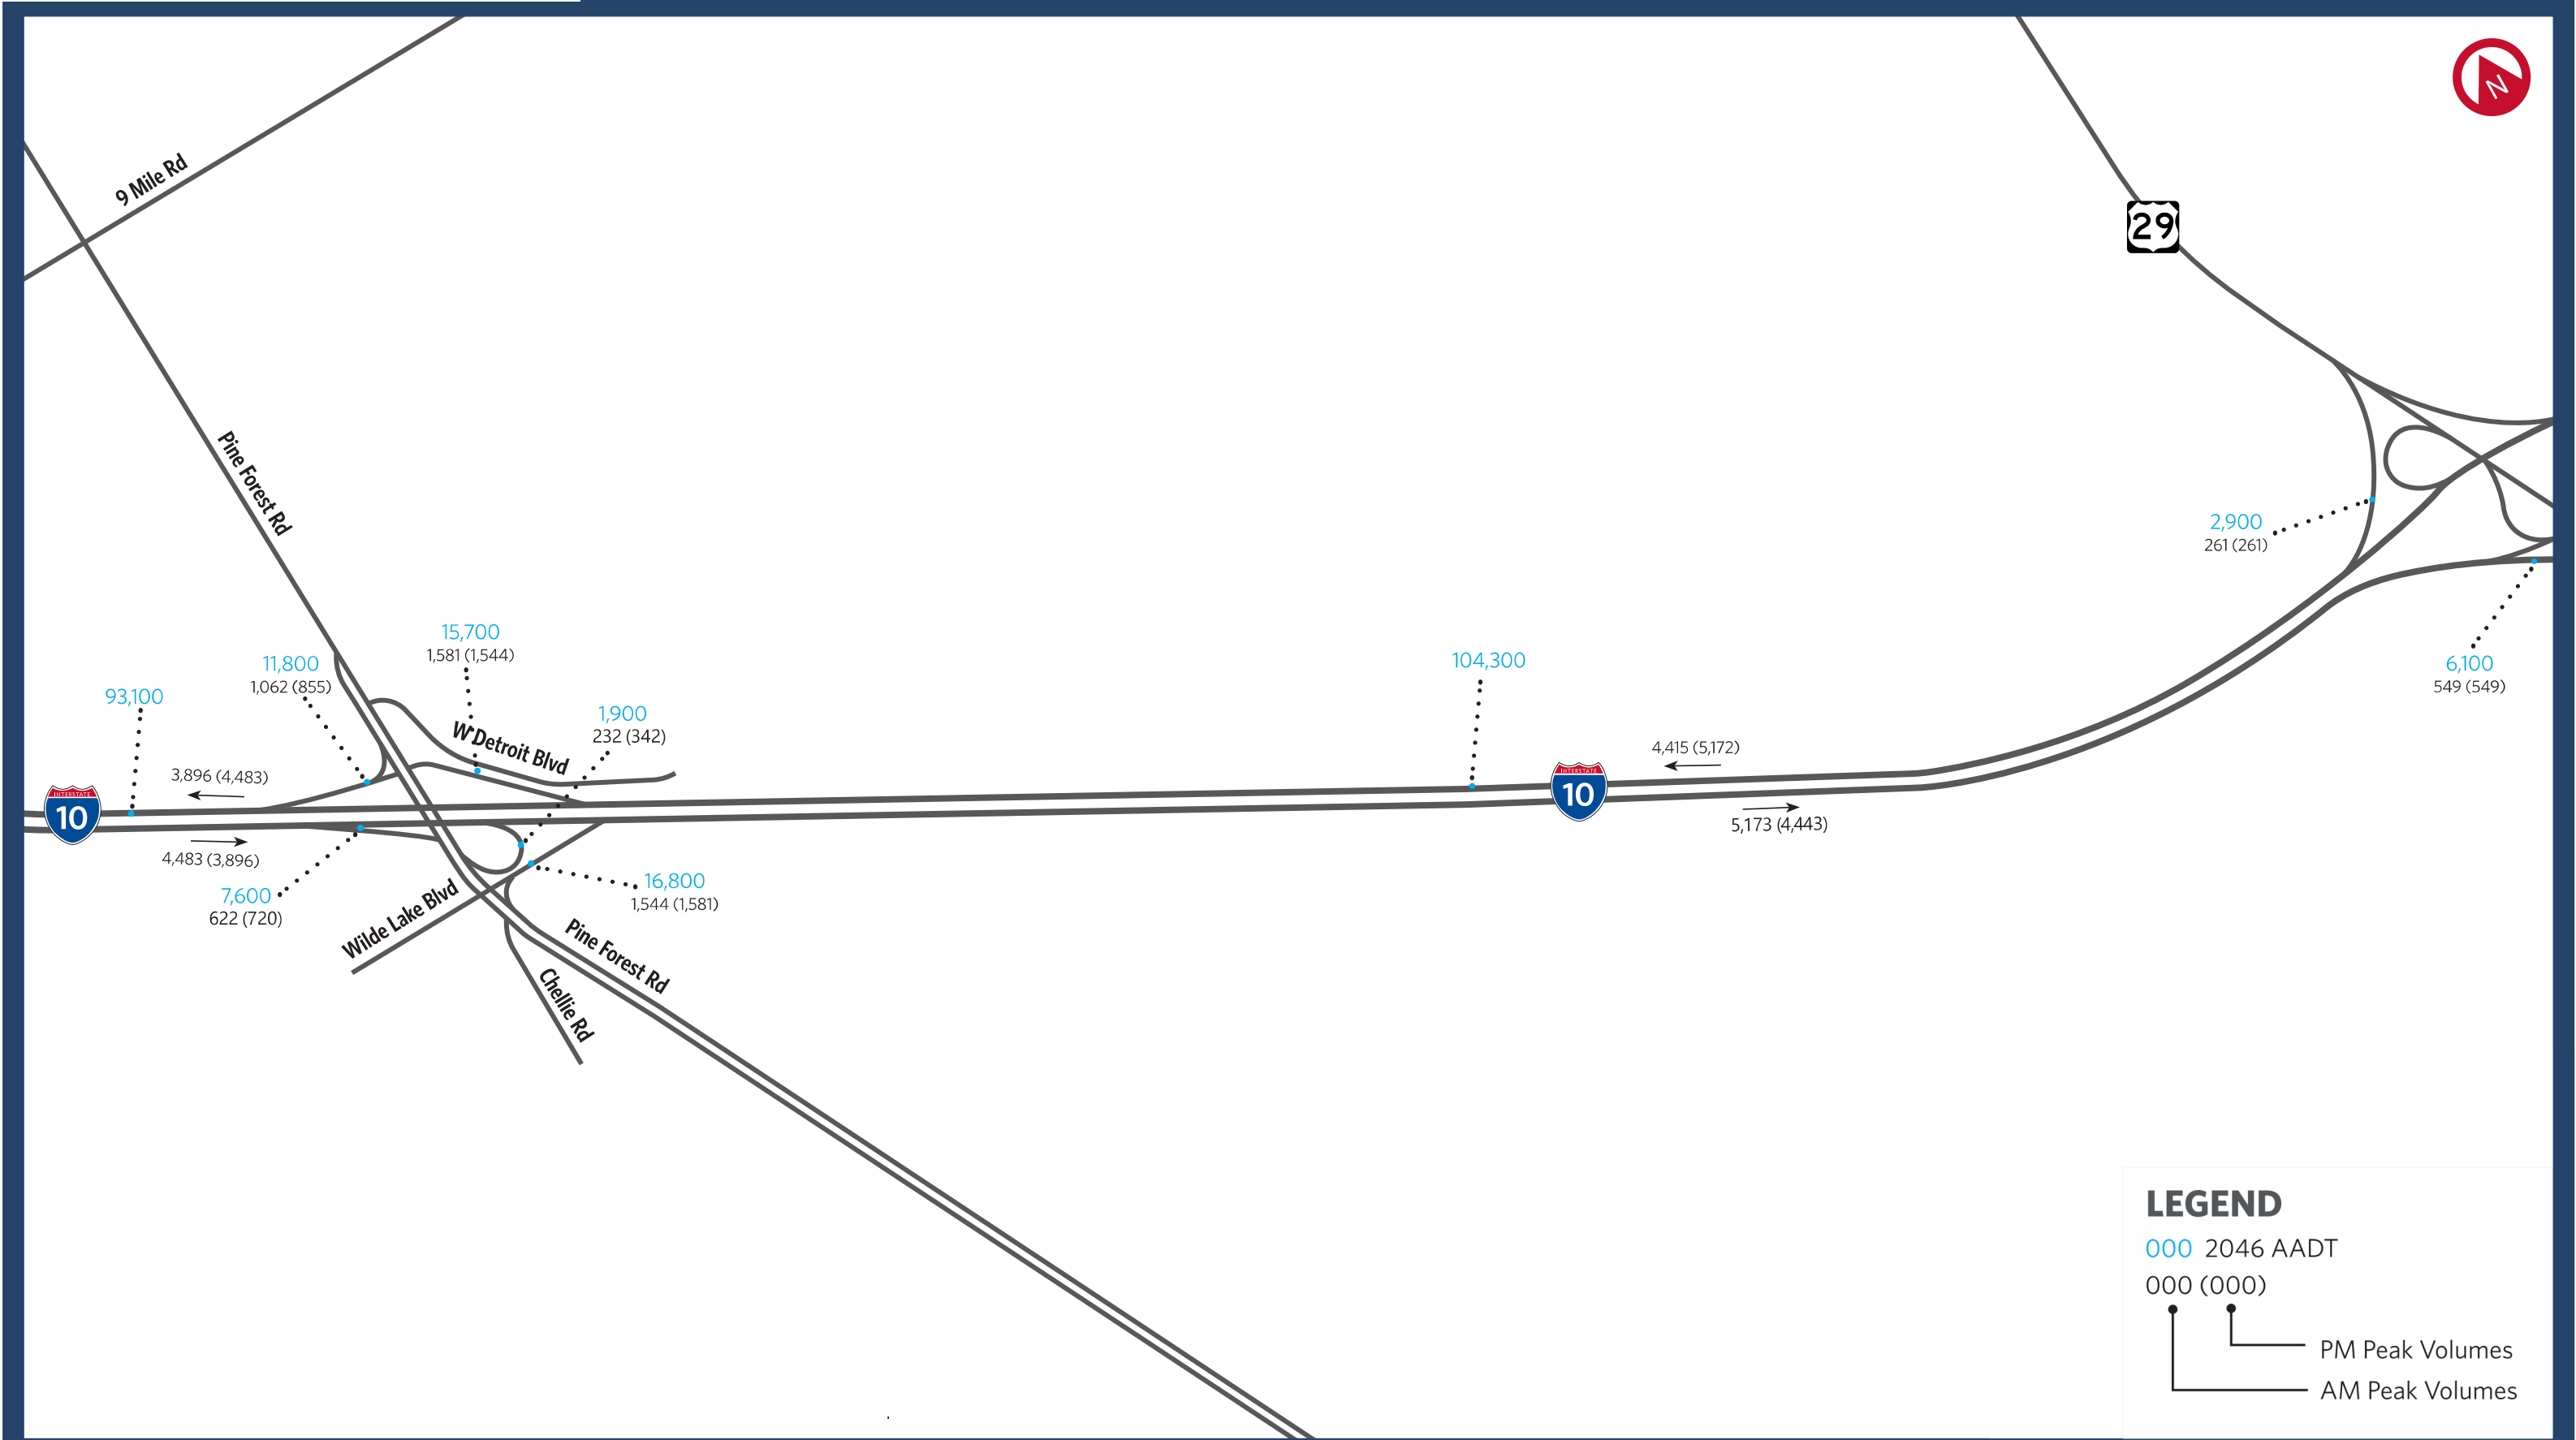 N
9 Mile Rd
29
Pine Forest Rd
2,900
261 (261)
15,700
1,581 (1,544)
11,800
1,062 (855)
104,300
6,100
549 (549)
93,100
1,900
232 (342)
W Detroit Blvd
4,415 (5,172)
3,896 (4,483)
INTERSTATE
10
INTERSTATE
10
5,173 (4,443)
4,483 (3,896)
7,600
622 (720)
16,800
1,544 (1,581)
Wilde Lake Blvd
Pine Forest Rd
Chellie Rd
LEGEND
000 2046 AADT
000 (000)
PM Peak Volumes
AM Peak Volumes